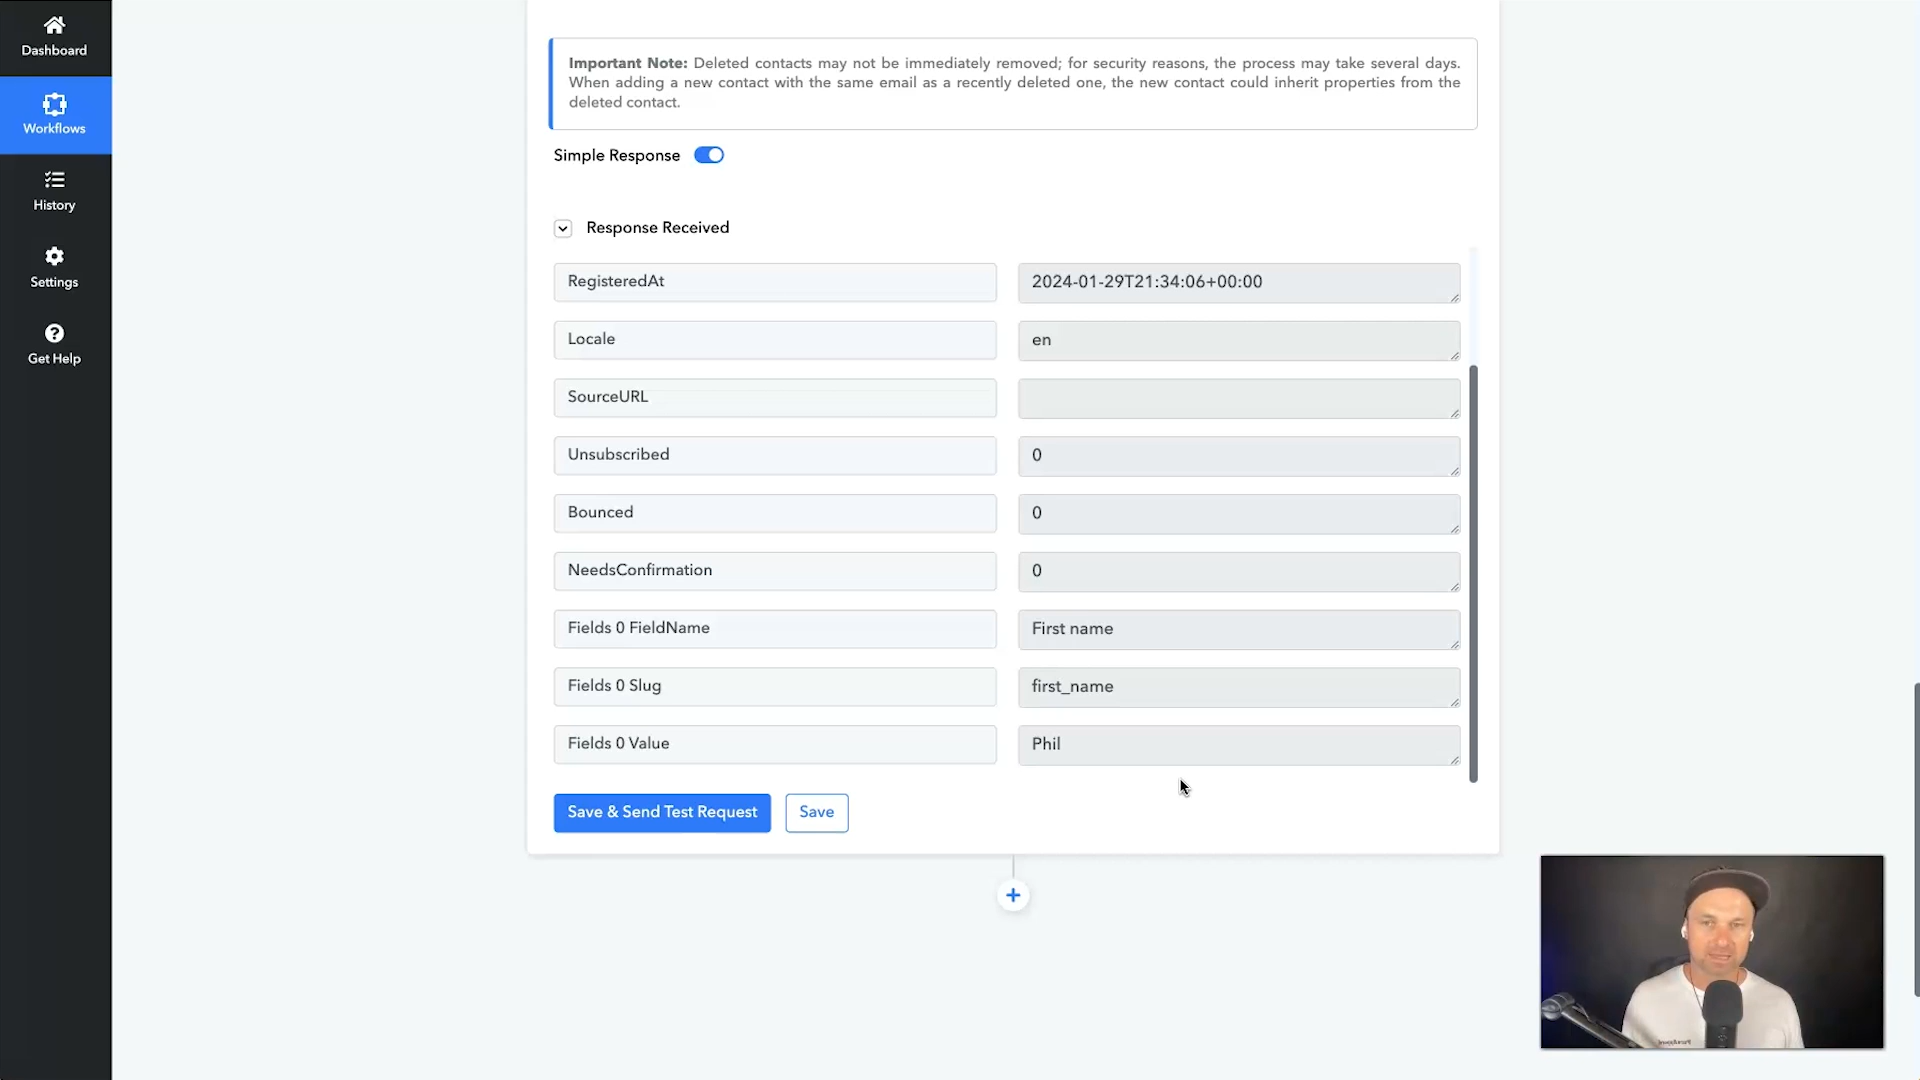 Dashboard
Workflows
History
Settings
Get Help
Important Note: Deleted contacts may not be immediately removed; for security reasons, the process may take several days.
When adding a new contact with the same email as a recently deleted one, the new contact could inherit properties from the
deleted contact.
Simple Response
Response Received
RegisteredAt
2024-01-29T21:34:06+00:00
Locale
en
SourceURL
Unsubscribed
0
Bounced
0
NeedsConfirmation
0
Fields 0 FieldName
First name
Fields 0 Slug
first_name
Fields 0 Value
Phil
Save & Send Test Request
Save